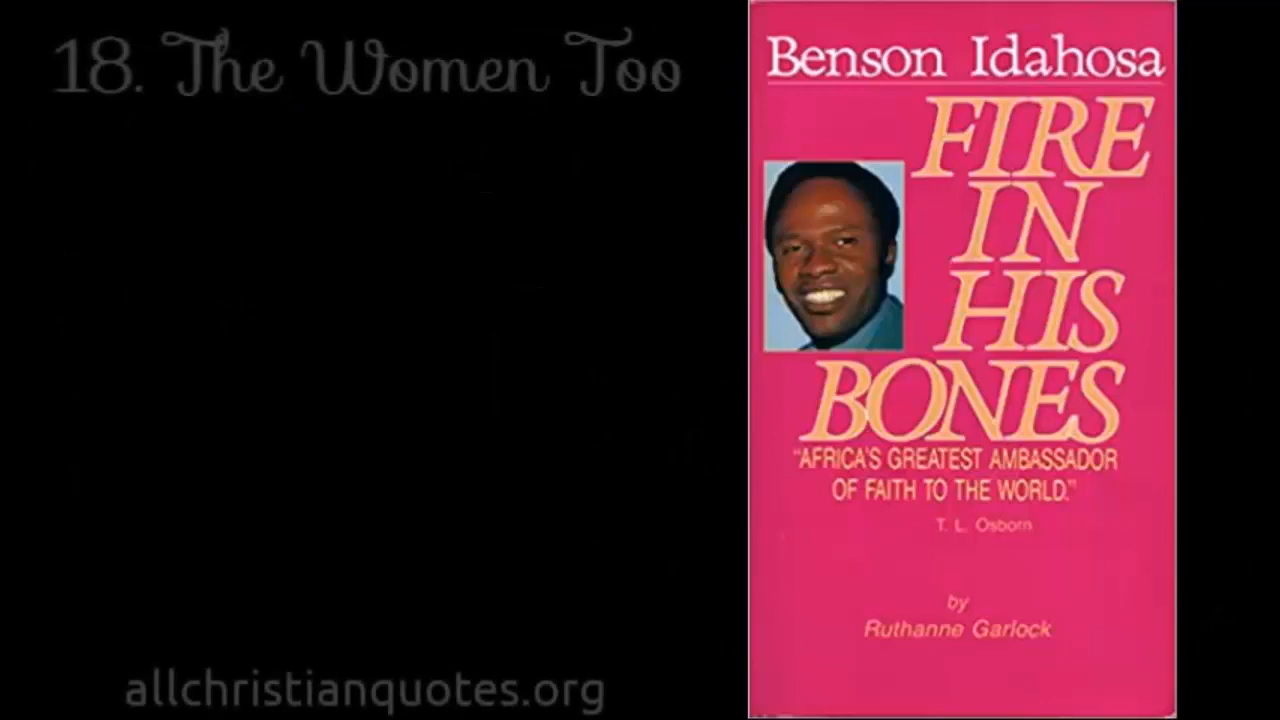 18. The Women Too
Benson Idahosa
FIRE
IN
HIS
BONES
"AFRICA'S GREATEST AMBASSADOR
OF FAITH TO THE WORLD."
T. L. Osborn
by
Ruthanne Garlock
allchristianquotes.org